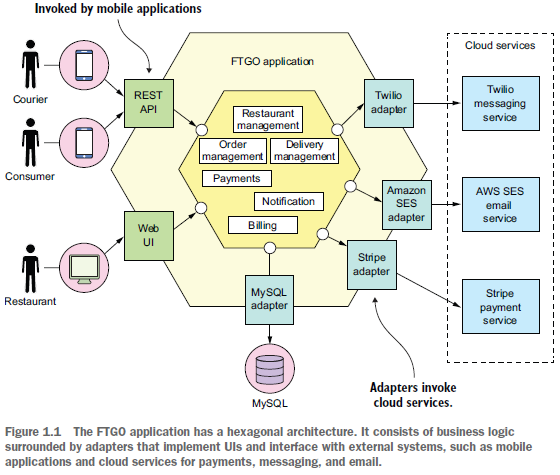 Invoked by mobile applications
Cloud services
FTGO application
Courier
REST
API
Twilio
adapter
Twilio
messaging
service
Restaurant
management
Order
management
Delivery
management
Consumer
Payments
Notification
Amazon
SES
adapter
AWS SES
email
service
Web
UI
Billing
Stripe
adapter
Restaurant
MySQL
adapter
Stripe
payment
service
MySQL
Adapters invoke
cloud services.
Figure 1.1 The FTGO application has a hexagonal architecture. It consists of business logic
surrounded by adapters that implement UIs and interface with external systems, such as mobile
applications and cloud services for payments, messaging, and email.